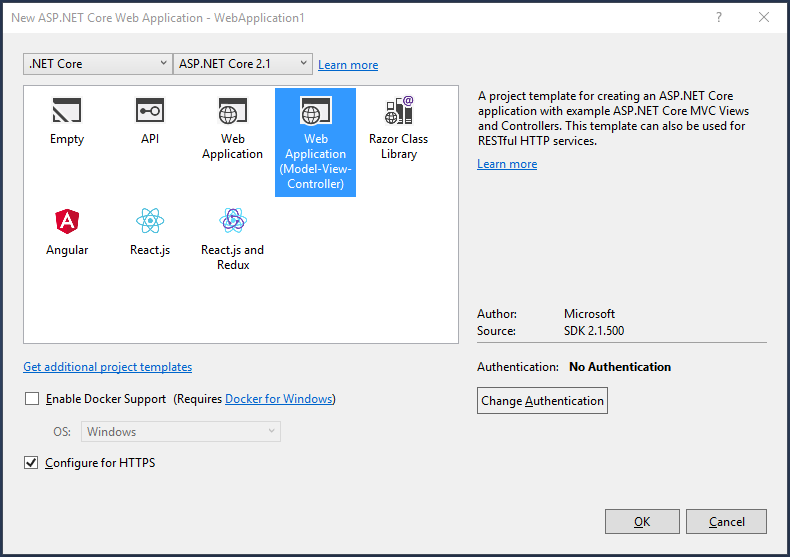 New ASP.NET Core Web Application - WebApplication1
? 
.NET Core
ASP.NET Core 2.1
Learn more
Empty
API
Web
Application
Web
Application
(Model-View-
Controller)
Razor Class
Library
Angular
React.js
React.js and
Redux
A project template for creating an ASP.NET Core
application with example ASP.NET Core MVC Views
and Controllers. This template can also be used for
RESTful HTTP services.
Learn more
Author: Microsoft
Source: SDK 2.1.500
Get additional project templates
Authentication: No Authentication
Enable Docker Support (Requires Docker for Windows)
Change Authentication
OS: Windows
Configure for HTTPS
OK
Cancel